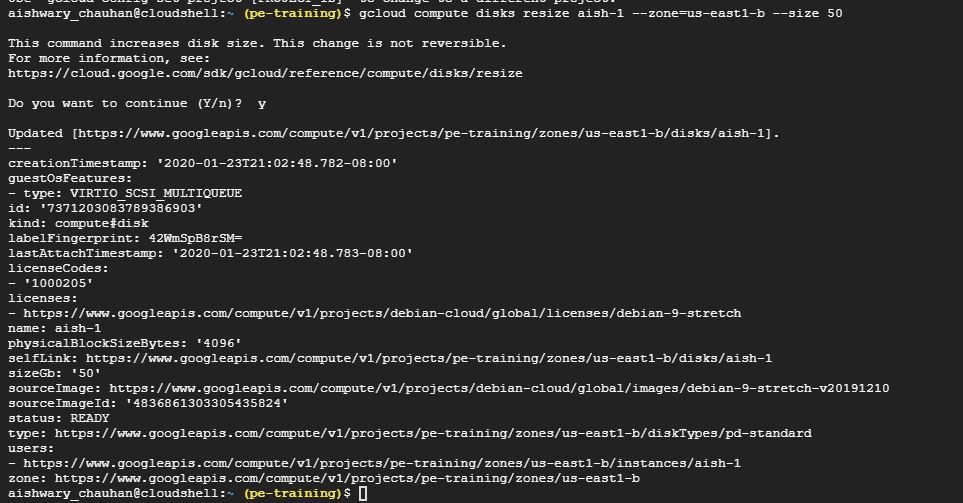 aishwary_chauhan@cloudshell:~ (pe-training)$ gcloud compute disks resize aish-1 --zone=us-east1-b --size 50
This command increases disk size. This change is not reversible.
For more information, see:
https://cloud.google.com/sdk/gcloud/reference/compute/disks/resize
Do you want to continue (Y/n)?  y
Updated [https://www.googleapis.com/compute/v1/projects/pe-training/zones/us-east1-b/disks/aish-1].
---
creationTimestamp: '2020-01-23T21:02:48.782-08:00'
guestOsFeatures:
- type: VIRTIO_SCSI_MULTIQUEUE
id: '7371203083789386903'
kind: compute#disk
labelFingerprint: 42WmSpB8rSM=
lastAttachTimestamp: '2020-01-23T21:02:48.783-08:00'
licenseCodes:
- '1000205'
licenses:
- https://www.googleapis.com/compute/v1/projects/debian-cloud/global/licenses/debian-9-stretch
name: aish-1
physicalBlockSizeBytes: '4096'
selfLink: https://www.googleapis.com/compute/v1/projects/pe-training/zones/us-east1-b/disks/aish-1
sizeGb: '50'
sourceImage: https://www.googleapis.com/compute/v1/projects/debian-cloud/global/images/debian-9-stretch-v20191210
sourceImageId: '4836861303305435824'
status: READY
type: https://www.googleapis.com/compute/v1/projects/pe-training/zones/us-east1-b/diskTypes/pd-standard
users:
- https://www.googleapis.com/compute/v1/projects/pe-training/zones/us-east1-b/instances/aish-1
zone: https://www.googleapis.com/compute/v1/projects/pe-training/zones/us-east1-b
aishwary_chauhan@cloudshell:~ (pe-training)$